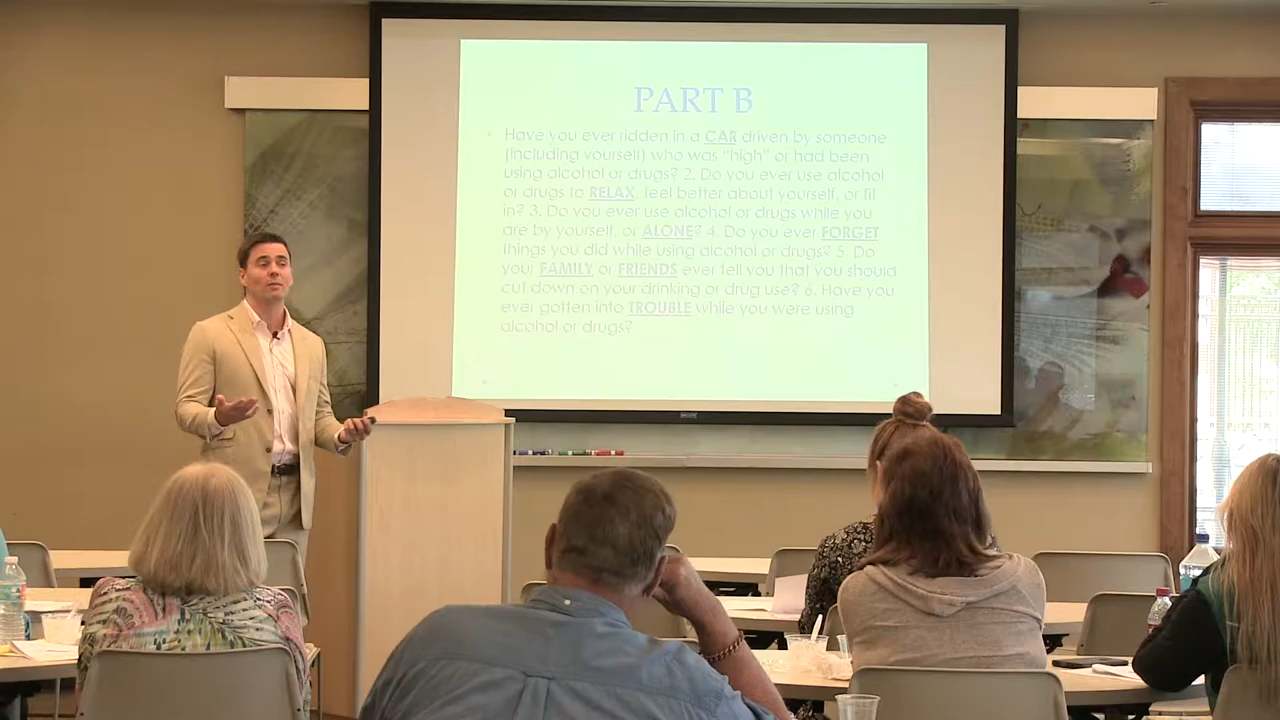 PART B
Have you ever ridden in a CAR driven by someone
(including yourself) who was "high" or had been
using alcohol or drugs? 2. Do you ever use alcohol
or drugs to RELAX, feel better about yourself, or fit
in? 3. Do you ever use alcohol or drugs while you
are by yourself, or ALONE? 4. Do you ever FORGET
things you did while using alcohol or drugs? 5. Do
your FAMILY or FRIENDS ever tell you that you should
cut down on your drinking or drug use? 6. Have you
ever gotten into TROUBLE while you were using
alcohol or drugs?